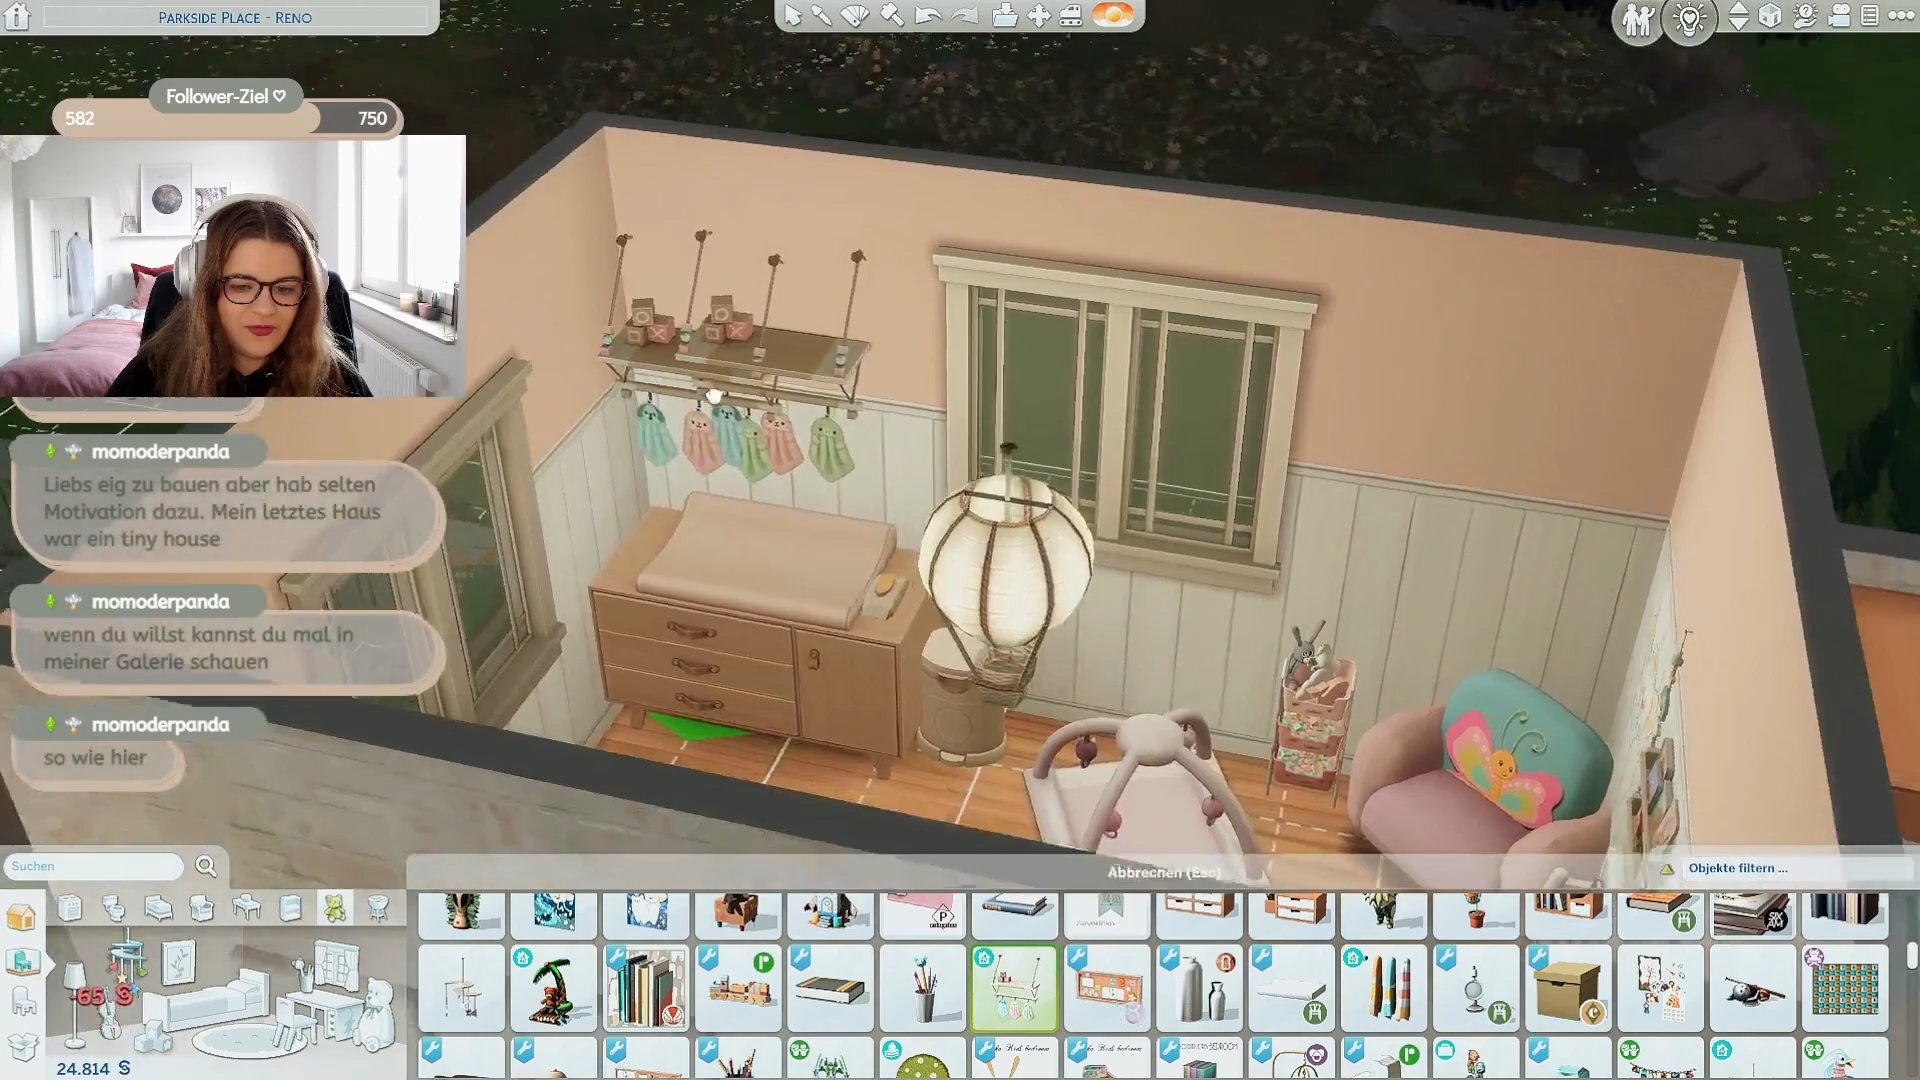 PARKSIDE PLACE - RENO
Follower-Ziel ♡
582
750
momoderpanda
Liebs eig zu bauen aber hab selten
Motivation dazu. Mein letztes Haus
war ein tiny house
momoderpanda
wenn du willst kannst du mal in
meiner Galerie schauen
momoderpanda
so wie hier
Suchen
Abbrechen (Esc)
Objekte filtern ...
-65 §
24.814 §